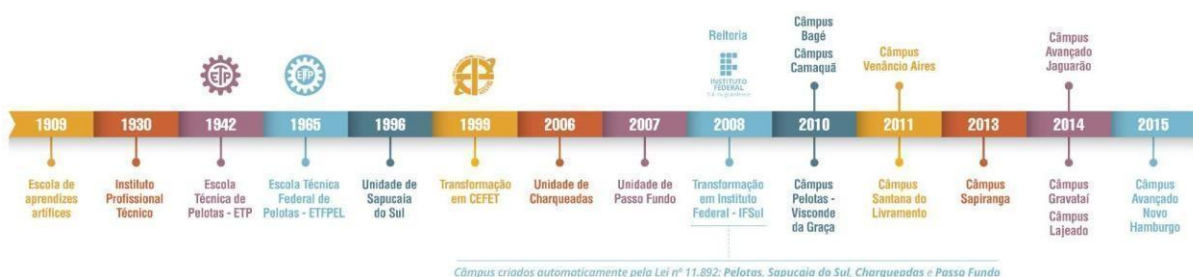 Reitoria
INSTITUTO
FEDERAL
Câmpus
Bagé
Câmpus
Camaquã
Câmpus
Venâncio Aires
Câmpus
Avançado
Jaguarão
ETP
ETP
1909
1930
1942
1965
1996
1999
2006
2007
2008
2010
2011
2013
2014
2015
Escola de
aprendizes
artífices
Instituto
Profissional
Técnico
Escola
Técnica de
Pelotas - ETP
Escola Técnica
Federal de
Pelotas - ETFPEL
Unidade de
Sapucaia
do Sul
Transformação
em CEFET
Unidade de
Charqueadas
Unidade de
Passo Fundo
Transformação
em Instituto
Federal - IFSul
Câmpus
Pelotas -
Visconde
da Graça
Câmpus
Santana do
Livramento
Câmpus
Sapiranga
Câmpus
Gravataí
Câmpus
Lajeado
Câmpus
Avançado
Novo
Hamburgo
Câmpus criados automaticamente pela Lei nº 11.892: Pelotas, Sapucaia do Sul, Charqueadas e Passo Fundo